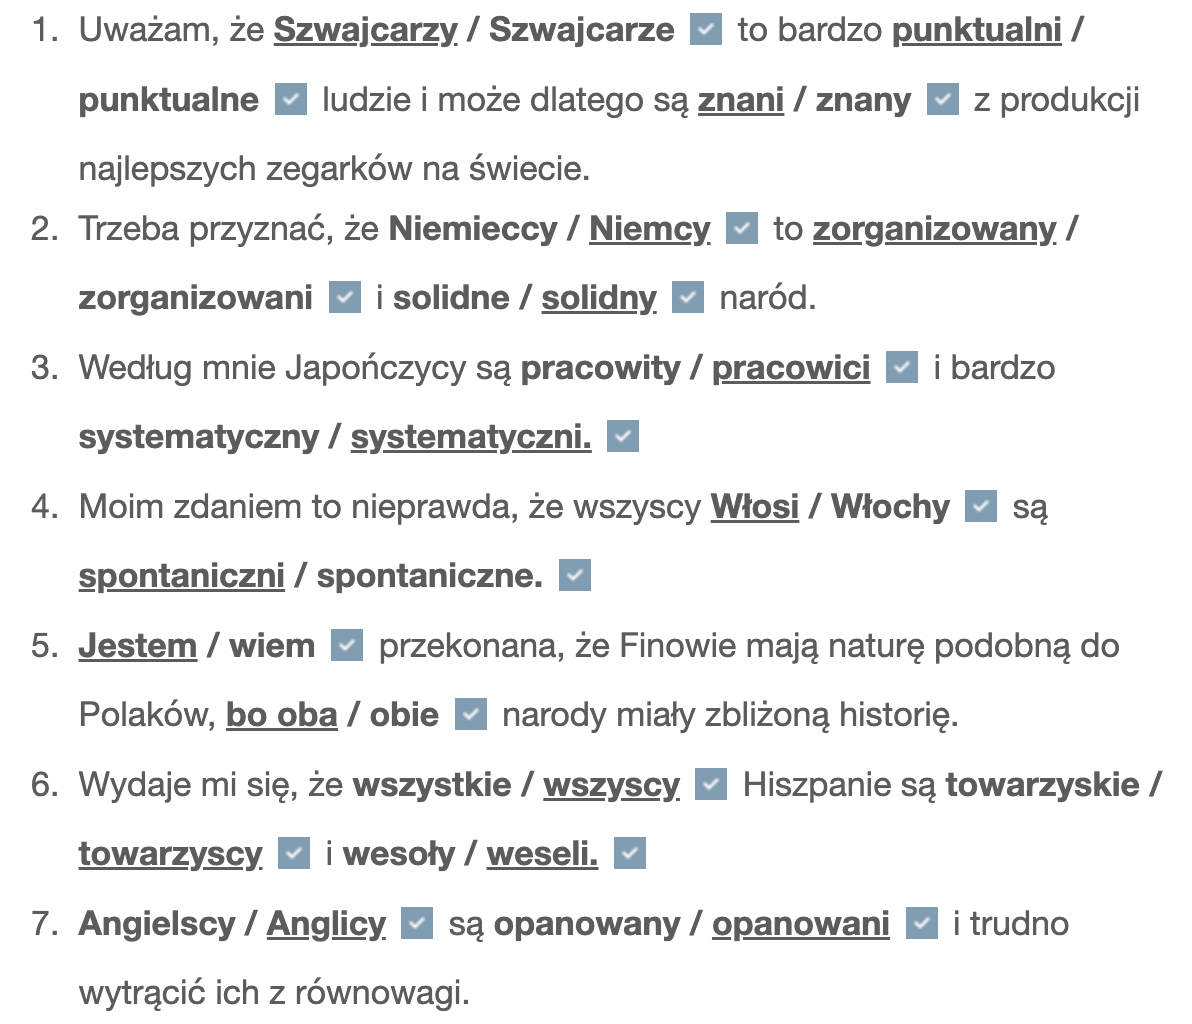 1. Uważam, że Szwajcarzy / Szwajcarze to bardzo punktualni /
punktualne ludzie i może dlatego są znani / znany z produkcji
najlepszych zegarków na świecie.
2. Trzeba przyznać, że Niemieccy / Niemcy to zorganizowany /
zorganizowani i solidne / solidny naród.
3. Według mnie Japończycy są pracowity / pracowici i bardzo
systematyczny / systematyczni.
4. Moim zdaniem to nieprawda, że wszyscy Włosi / Włochy są
spontaniczni / spontaniczne.
5. Jestem / wiem przekonana, że Finowie mają naturę podobną do
Polaków, bo oba / obie narody miały zbliżoną historię.
6. Wydaje mi się, że wszystkie / wszyscy Hiszpanie są towarzyskie /
towarzyscy i wesoły / weseli.
7. Angielscy / Anglicy są opanowany / opanowani i trudno
wytrącić ich z równowagi.